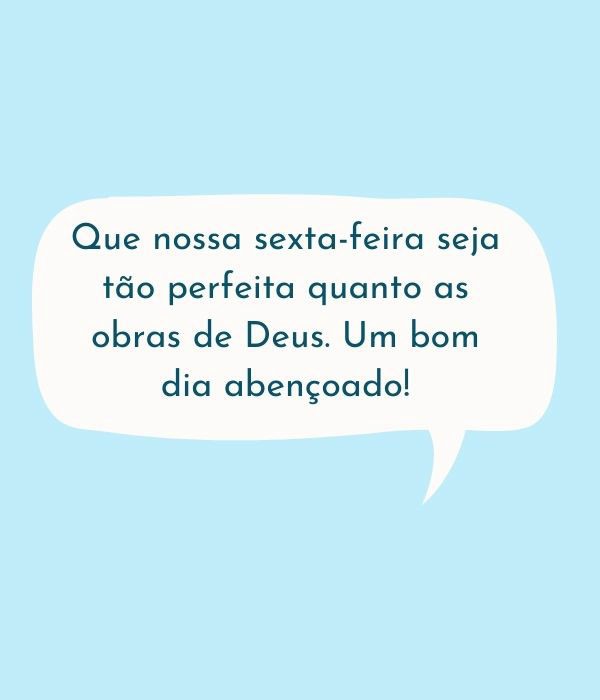 Que nossa sexta-feira seja
tão perfeita quanto as
obras de Deus. Um bom
dia abençoado!